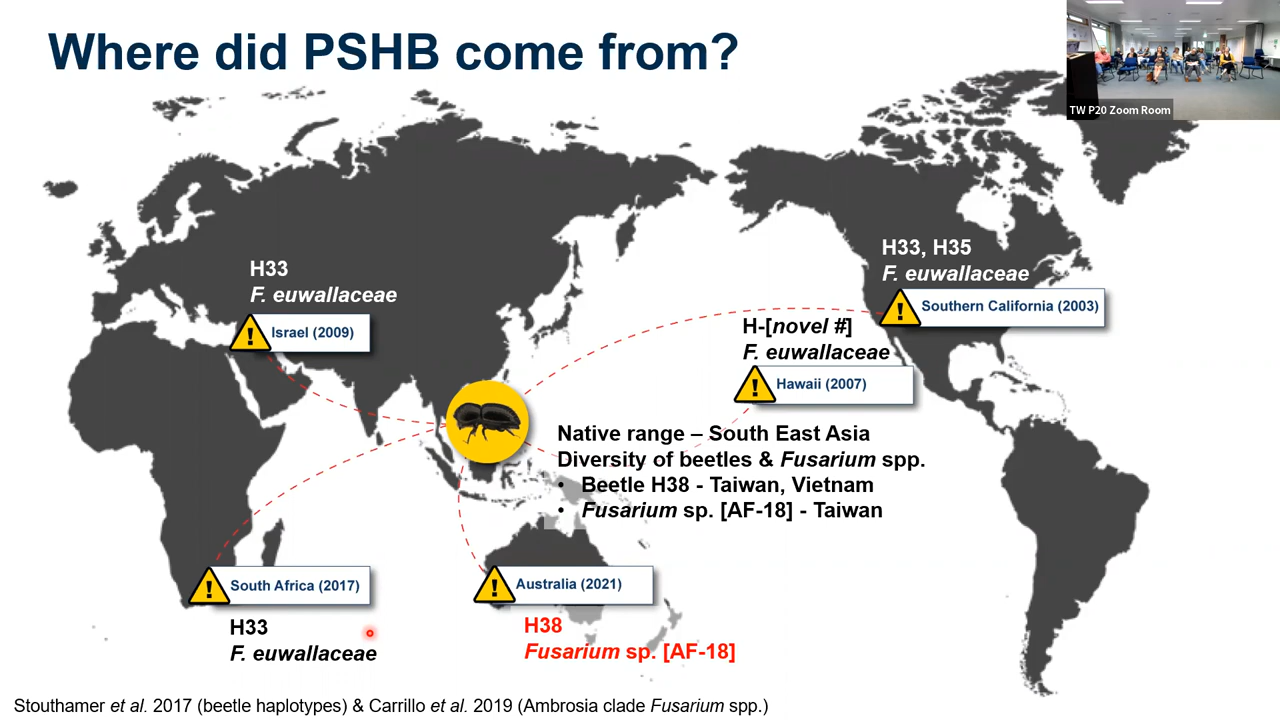 Where did PSHB come from?
TW P20 Zoom Room
H33, H35
F. euwallaceae
Southern California (2003)
H33
F. euwallaceae
Israel (2009)
H-[novel #]
F. euwallaceae
Hawaii (2007)
Native range – South East Asia
Diversity of beetles & Fusarium spp.
• Beetle H38 - Taiwan, Vietnam
• Fusarium sp. [AF-18] - Taiwan
South Africa (2017)
H33
F. euwallaceae
Australia (2021)
H38
Fusarium sp. [AF-18]
Stouthamer et al. 2017 (beetle haplotypes) & Carrillo et al. 2019 (Ambrosia clade Fusarium spp.)